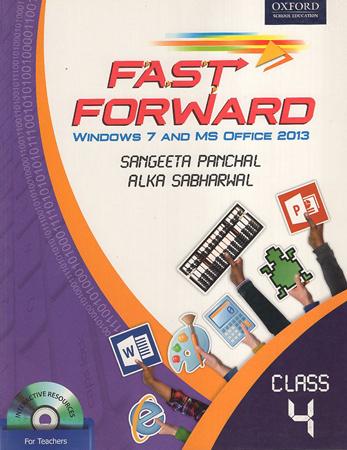 OXFORD
SCHOOL EDUCATION
FAST
FORWARD
WINDOWS 7 AND MS OFFICE 2013
SANGEETA PANCHAL
ALKA SABHARWAL
P
W
CLASS
4
INTERACTIVE RESOURCES
For Teachers